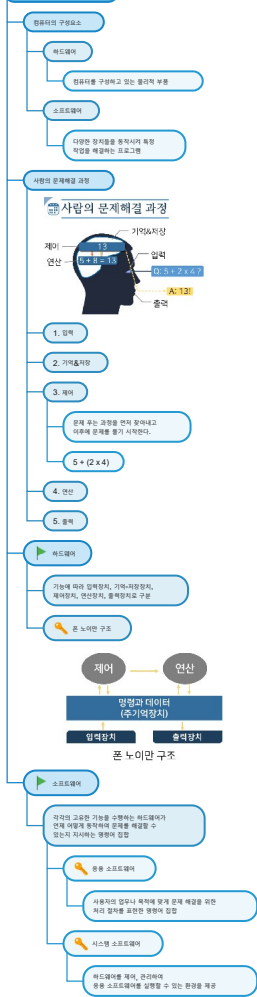 컴퓨터의 구성요소
하드웨어
컴퓨터를 구성하고 있는 물리적 부품
소프트웨어
다양한 장치들을 동작시켜 특정
작업을 해결하는 프로그램
사람의 문제해결 과정
사람의 문제해결 과정
기억&저장
제어
13
연산
5 + 8 = 13
입력
Q: 5 + 2 x 4 ?
A: 13!
출력
1. 입력
2. 기억&저장
3. 제어
문제 푸는 과정을 먼저 찾아내고
이후에 문제를 풀기 시작한다.
5 + (2 x 4)
4. 연산
5. 출력
하드웨어
기능에 따라 입력장치, 기억·저장장치,
제어장치, 연산장치, 출력장치로 구분
폰 노이만 구조
제어
연산
명령과 데이터
(주기억장치)
입력장치
출력장치
폰 노이만 구조
소프트웨어
각각의 고유한 기능을 수행하는 하드웨어가
언제 어떻게 동작하여 문제를 해결할 수
있는지 지시하는 명령어 집합
응용 소프트웨어
사용자의 업무나 목적에 맞게 문제 해결을 위한
처리 절차를 표현한 명령어 집합
시스템 소프트웨어
하드웨어를 제어, 관리하여
응용 소프트웨어를 실행할 수 있는 환경을 제공